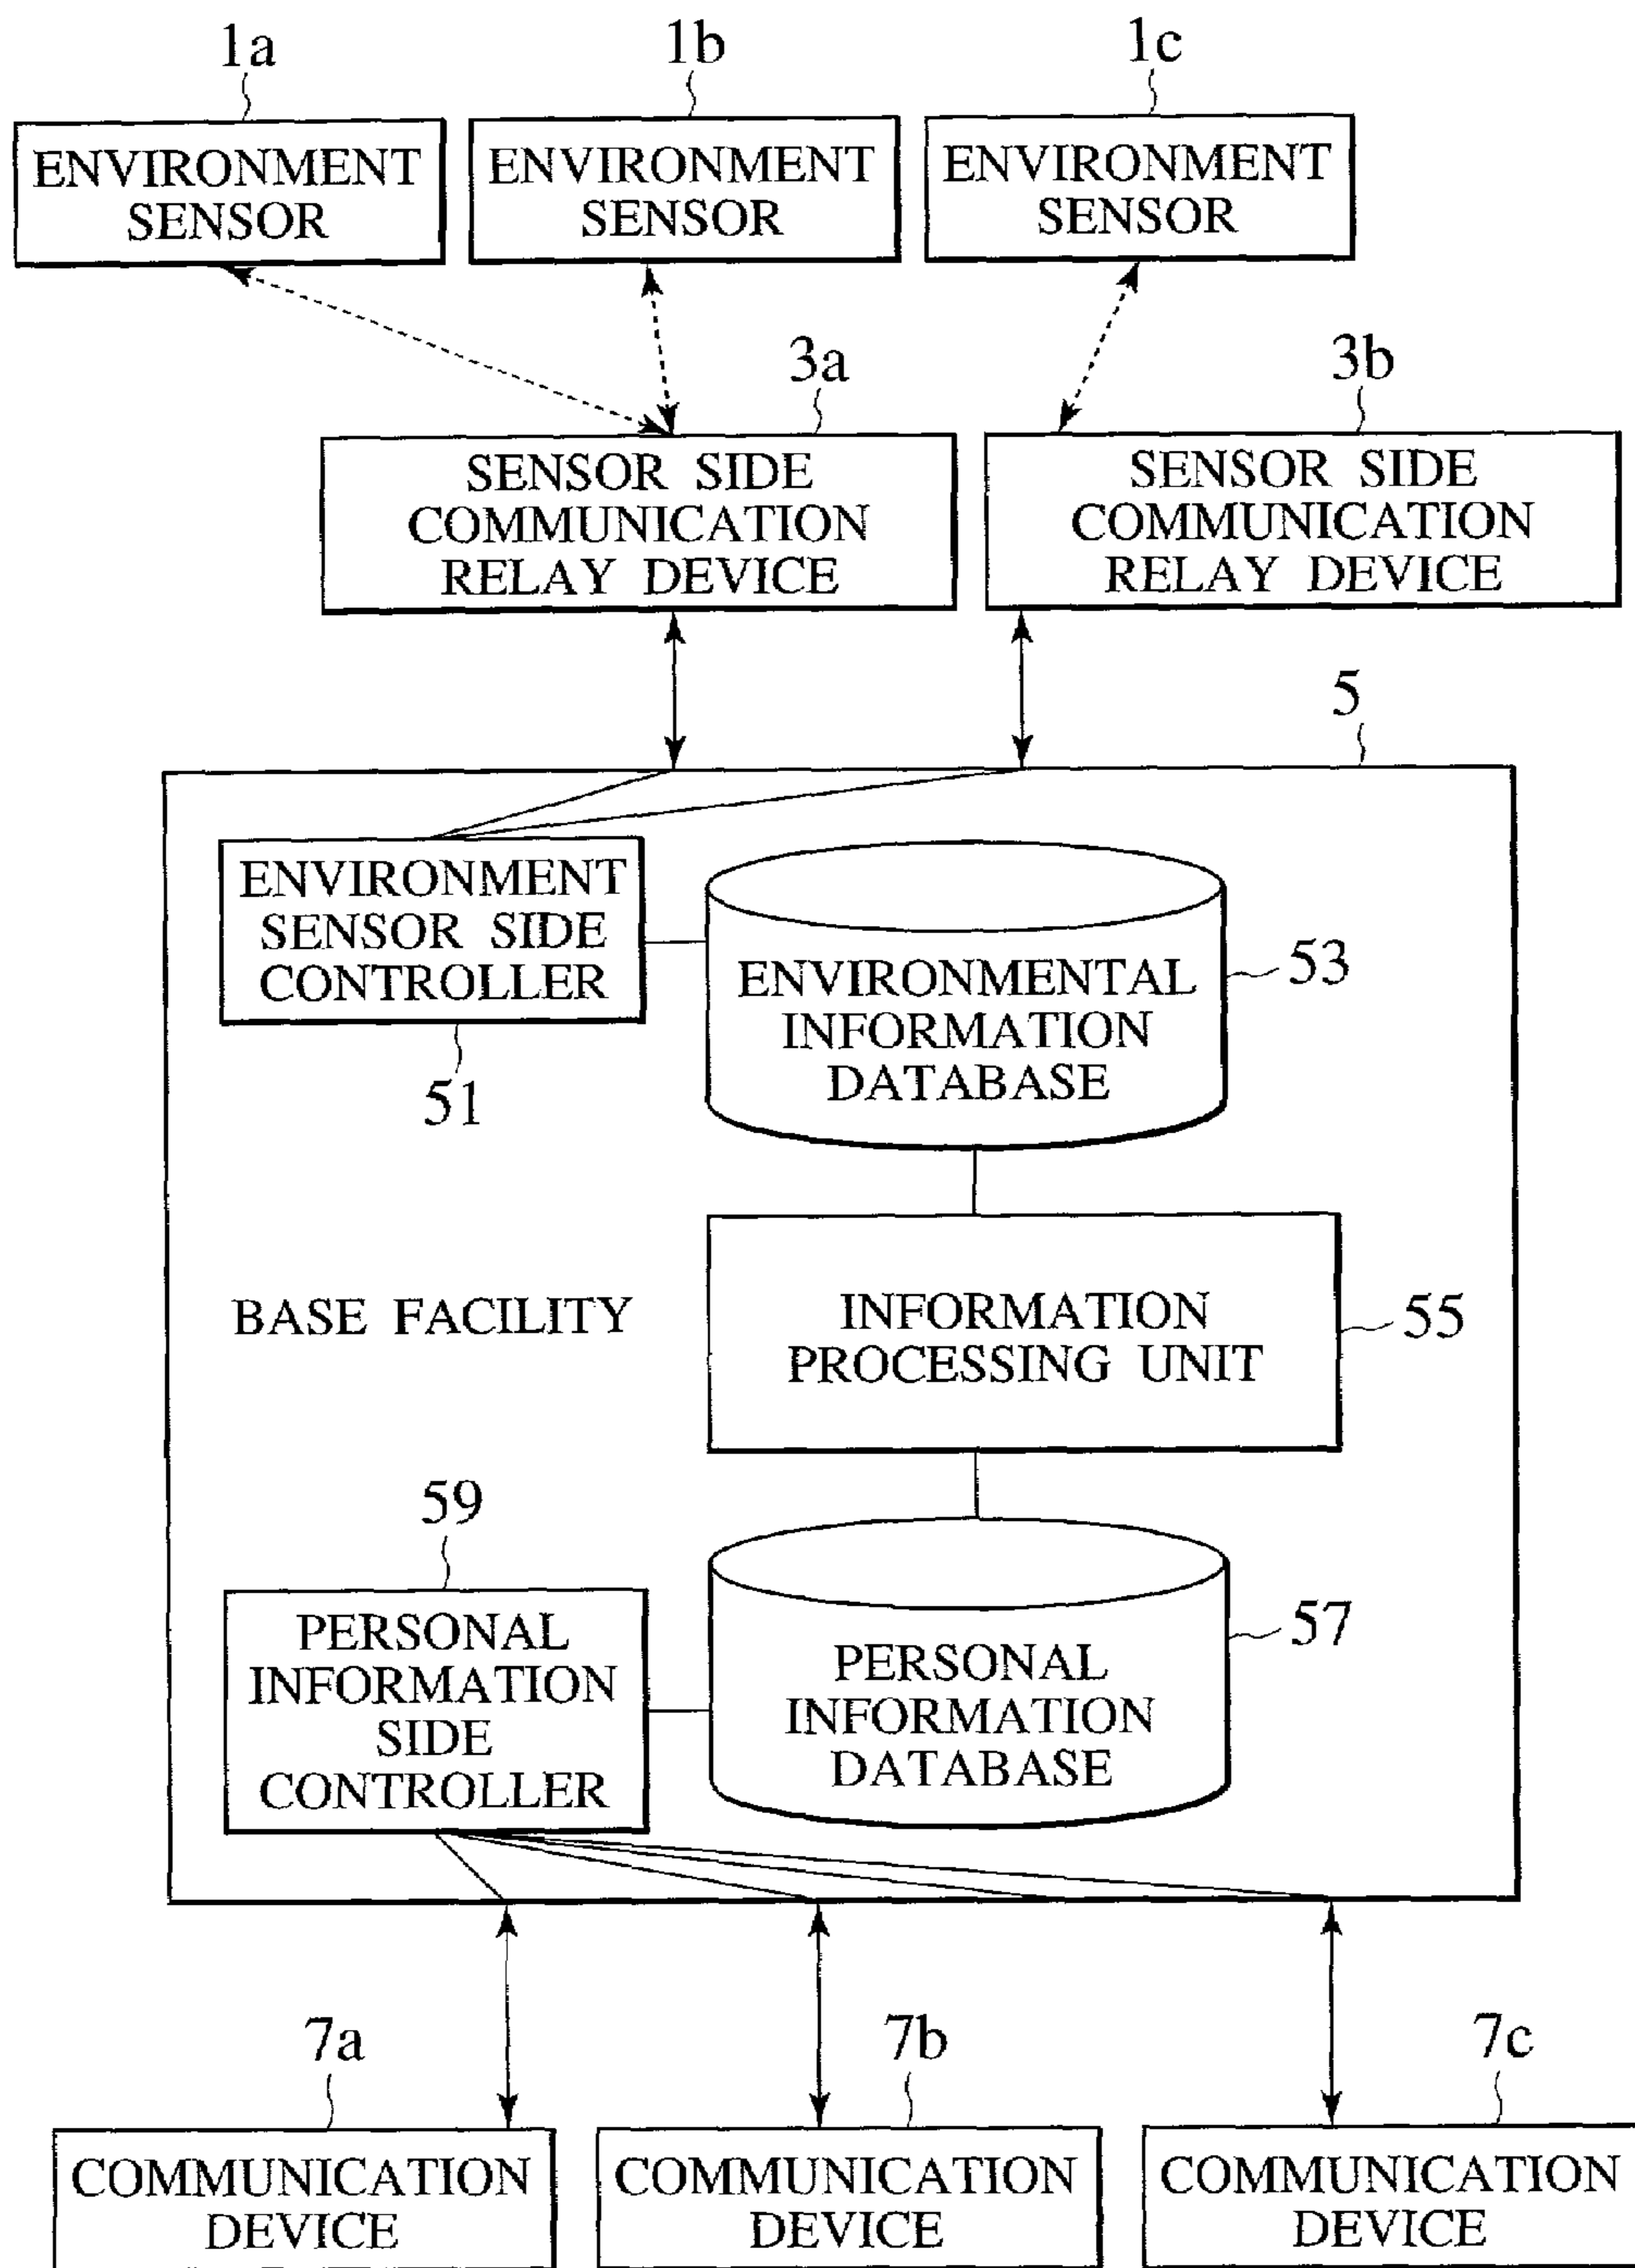 1a
1b
1c
ENVIRONMENT
SENSOR
ENVIRONMENT
SENSOR
ENVIRONMENT
SENSOR
3a
3b
SENSOR SIDE
COMMUNICATION
RELAY DEVICE
SENSOR SIDE
COMMUNICATION
RELAY DEVICE
5
ENVIRONMENT
SENSOR SIDE
CONTROLLER
51
ENVIRONMENTAL
INFORMATION
DATABASE
53
BASE FACILITY
INFORMATION
PROCESSING UNIT
55
59
PERSONAL
INFORMATION
SIDE
CONTROLLER
PERSONAL
INFORMATION
DATABASE
57
7a
7b
7c
COMMUNICATION
DEVICE
COMMUNICATION
DEVICE
COMMUNICATION
DEVICE